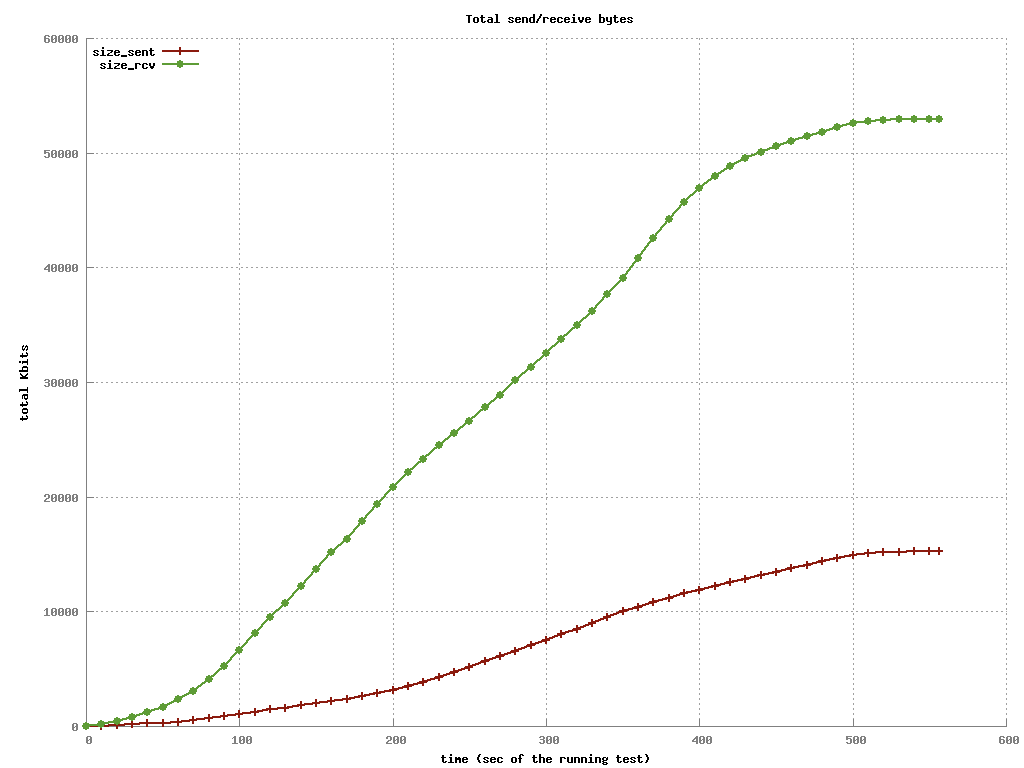 Total send/receive bytes
60000
size_sent
size_rcv
50000
40000
total Kbits
30000
20000
10000
0
0 100 200 300 400 500 600
time (sec of the running test)